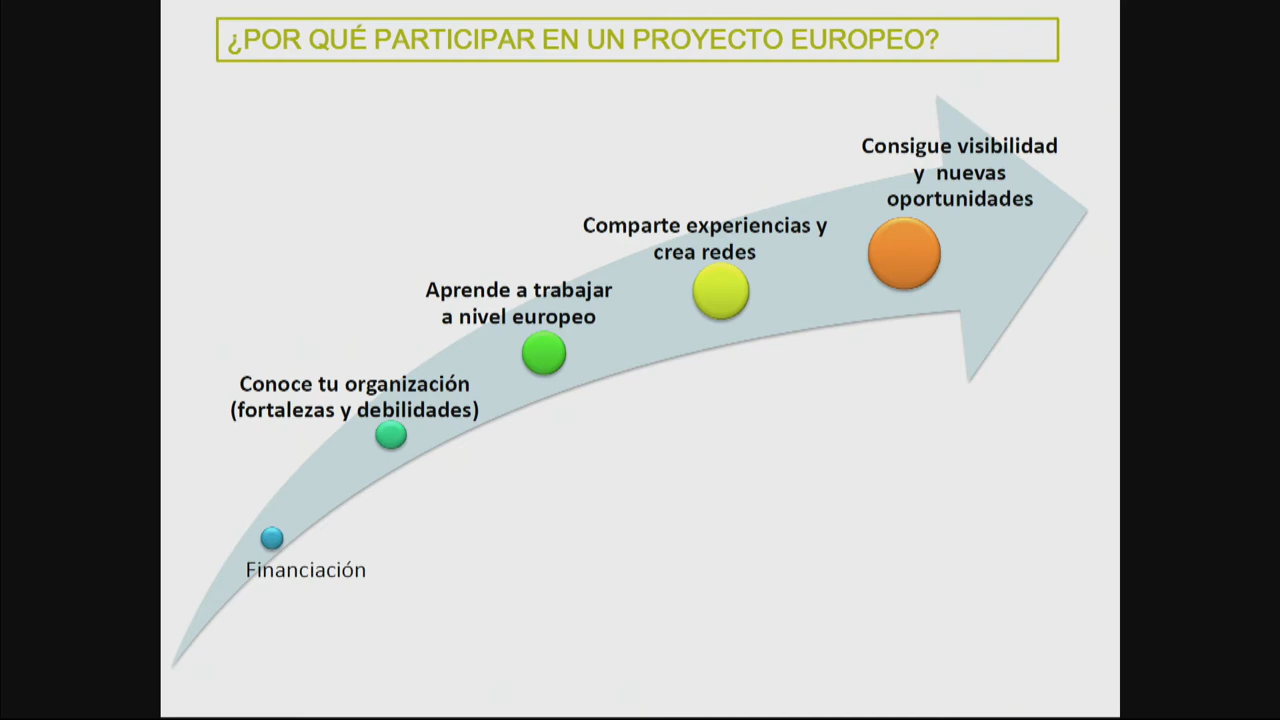 ¿POR QUÉ PARTICIPAR EN UN PROYECTO EUROPEO?
Consigue visibilidad
y nuevas
oportunidades
Comparte experiencias y
crea redes
Aprende a trabajar
a nivel europeo
Conoce tu organización
(fortalezas y debilidades)
Financiación